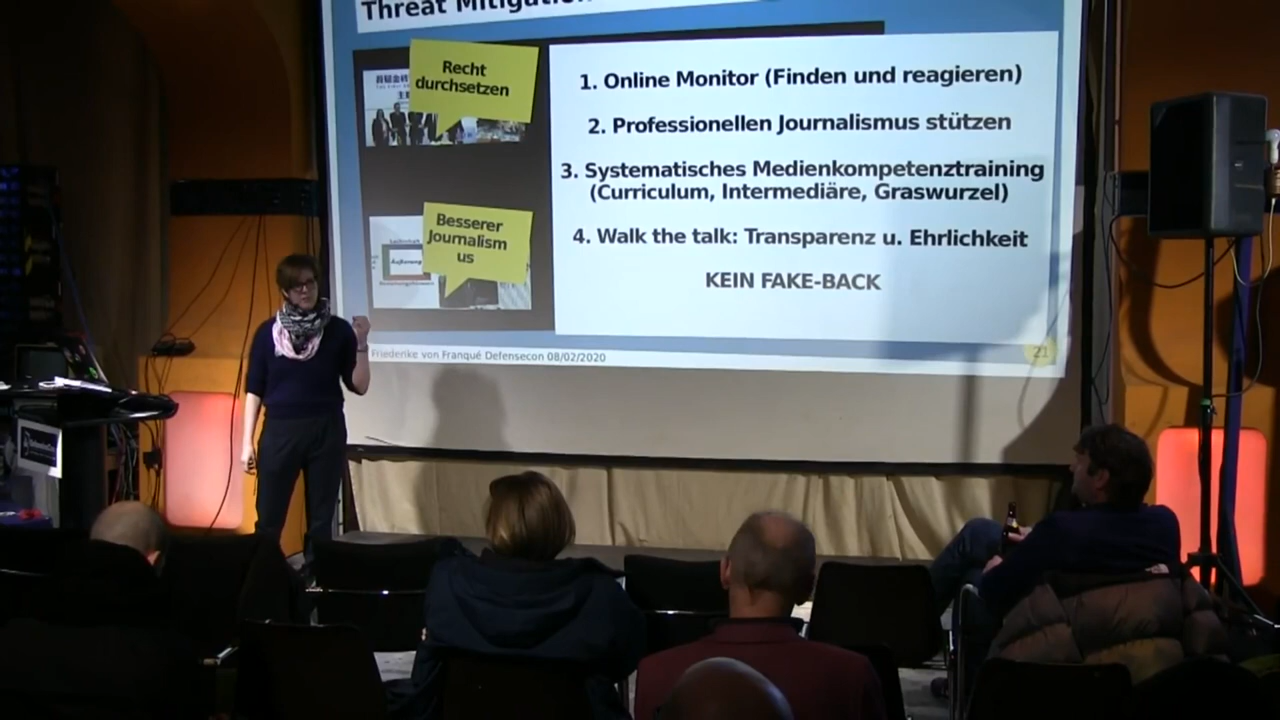 Threat Mitigation
Recht
durchsetzen
1. Online Monitor (Finden und reagieren)
2. Professionellen Journalismus stützen
3. Systematisches Medienkompetenztraining
(Curriculum, Intermediäre, Graswurzel)
Besserer
Journalism
us
4. Walk the talk: Transparenz u. Ehrlichkeit
KEIN FAKE-BACK
Friederike von Franqué Defensecon 08/02/2020
21